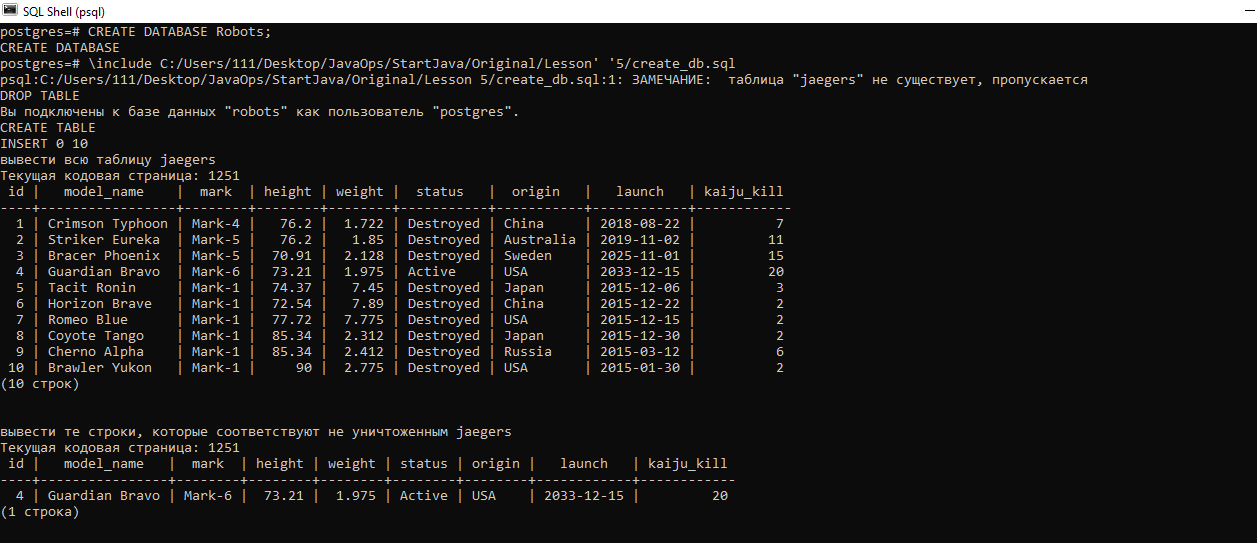 SQL Shell (psql)
postgres=# CREATE DATABASE Robots;
CREATE DATABASE
postgres=# \include C:/Users/111/Desktop/JavaOps/StartJava/Original/Lesson' '5/create_db.sql
psql:C:/Users/111/Desktop/JavaOps/StartJava/Original/Lesson 5/create_db.sql:1: ЗАМЕЧАНИЕ:  таблица "jaegers" не существует, пропускается
DROP TABLE
Вы подключены к базе данных "robots" как пользователь "postgres".
CREATE TABLE
INSERT 0 10
вывести всю таблицу jaegers
Текущая кодовая страница: 1251
 id |   model_name    |  mark  | height | weight |  status   |  origin   |   launch   | kaiju_kill
----+-----------------+--------+--------+--------+-----------+-----------+------------+------------
  1 | Crimson Typhoon | Mark-4 |   76.2 |  1.722 | Destroyed | China     | 2018-08-22 |          7
  2 | Striker Eureka  | Mark-5 |   76.2 |   1.85 | Destroyed | Australia | 2019-11-02 |         11
  3 | Bracer Phoenix  | Mark-5 |  70.91 |  2.128 | Destroyed | Sweden    | 2025-11-01 |         15
  4 | Guardian Bravo  | Mark-6 |  73.21 |  1.975 | Active    | USA       | 2033-12-15 |         20
  5 | Tacit Ronin     | Mark-1 |  74.37 |   7.45 | Destroyed | Japan     | 2015-12-06 |          3
  6 | Horizon Brave   | Mark-1 |  72.54 |   7.89 | Destroyed | China     | 2015-12-22 |          2
  7 | Romeo Blue      | Mark-1 |  77.72 |  7.775 | Destroyed | USA       | 2015-12-15 |          2
  8 | Coyote Tango    | Mark-1 |  85.34 |  2.312 | Destroyed | Japan     | 2015-12-30 |          2
  9 | Cherno Alpha    | Mark-1 |  85.34 |  2.412 | Destroyed | Russia    | 2015-03-12 |          6
 10 | Brawler Yukon   | Mark-1 |     90 |  2.775 | Destroyed | USA       | 2015-01-30 |          2
(10 строк)
вывести те строки, которые соответствуют не уничтоженным jaegers
Текущая кодовая страница: 1251
 id |   model_name   |  mark  | height | weight | status | origin |   launch   | kaiju_kill
----+----------------+--------+--------+--------+--------+--------+------------+------------
  4 | Guardian Bravo | Mark-6 |  73.21 |  1.975 | Active | USA    | 2033-12-15 |         20
(1 строка)